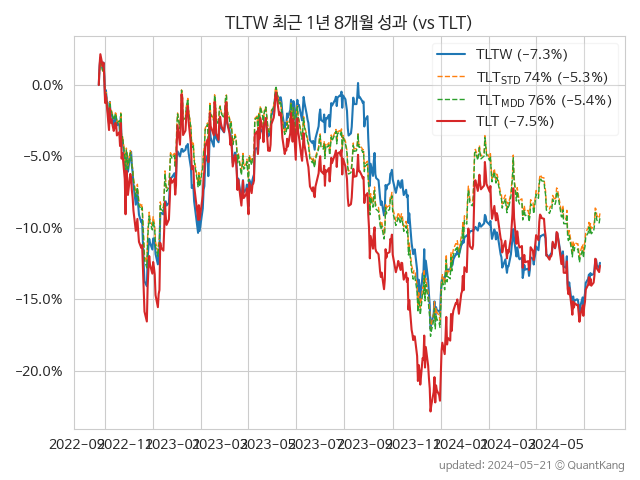 TLTW 최근 1년 8개월 성과 (vs TLT)
TLTW (−7.3%)
TLT_STD 74% (−5.3%)
TLT_MDD 76% (−5.4%)
TLT (−7.5%)
0.0%
−5.0%
−10.0%
−15.0%
−20.0%
2022-09 2022-11 2023-01 2023-03 2023-05 2023-07 2023-09 2023-11 2024-01 2024-03 2024-05
updated: 2024-05-21 © QuantKang